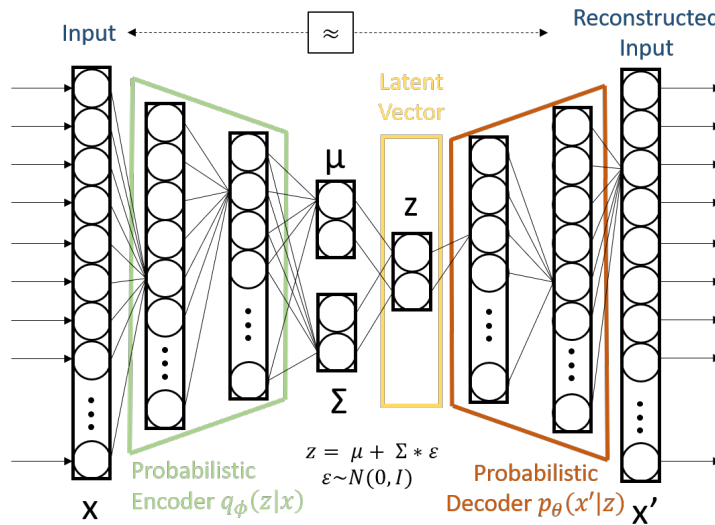 Input
≈
Reconstructed
Input
Latent
Vector
μ
z
Σ
z = μ + Σ * ε
ε~N(0, I)
Probabilistic
Encoder q_ϕ(z|x)
Probabilistic
Decoder p_θ(x'|z)
x
x'